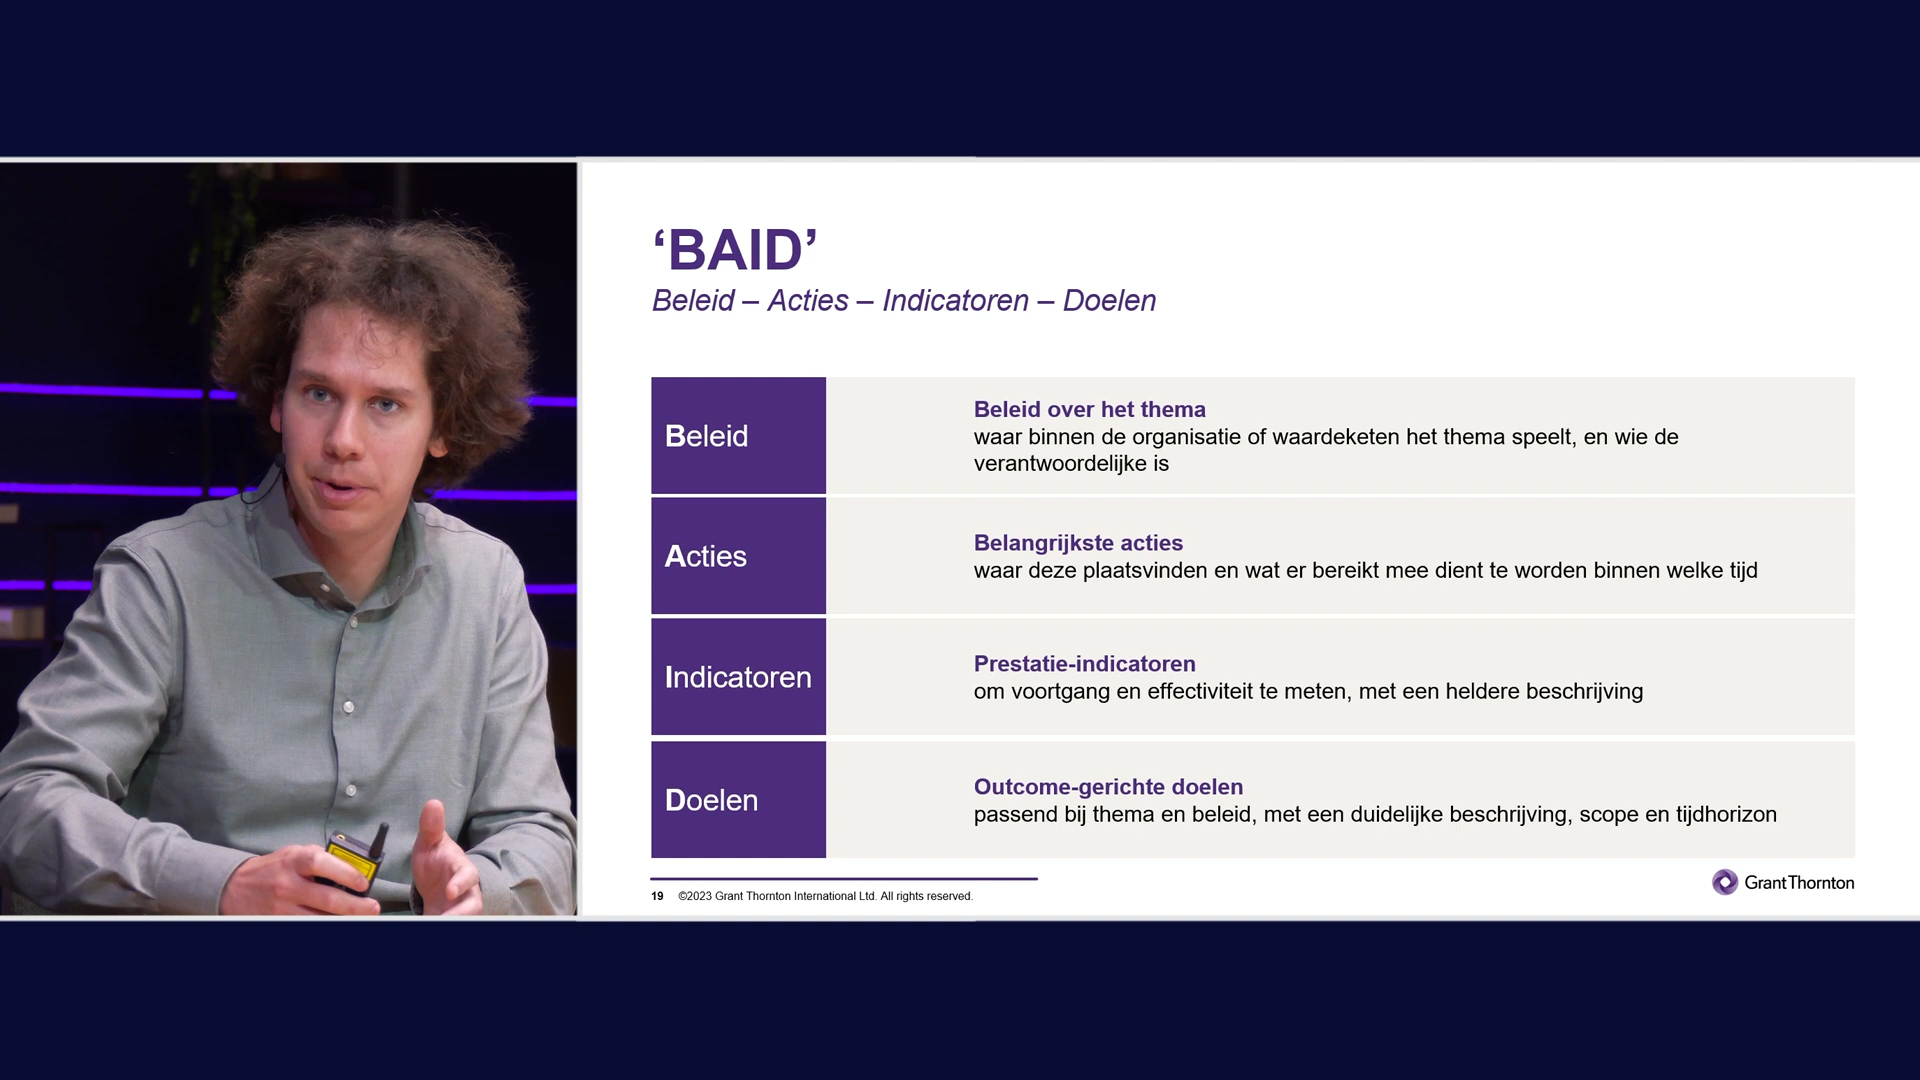 ‘BAID’
Beleid – Acties – Indicatoren – Doelen
Beleid
Beleid over het thema
waar binnen de organisatie of waardeketen het thema speelt, en wie de
verantwoordelijke is
Acties
Belangrijkste acties
waar deze plaatsvinden en wat er bereikt mee dient te worden binnen welke tijd
Indicatoren
Prestatie-indicatoren
om voortgang en effectiviteit te meten, met een heldere beschrijving
Doelen
Outcome-gerichte doelen
passend bij thema en beleid, met een duidelijke beschrijving, scope en tijdhorizon
19 ©2023 Grant Thornton International Ltd. All rights reserved.
GrantThornton